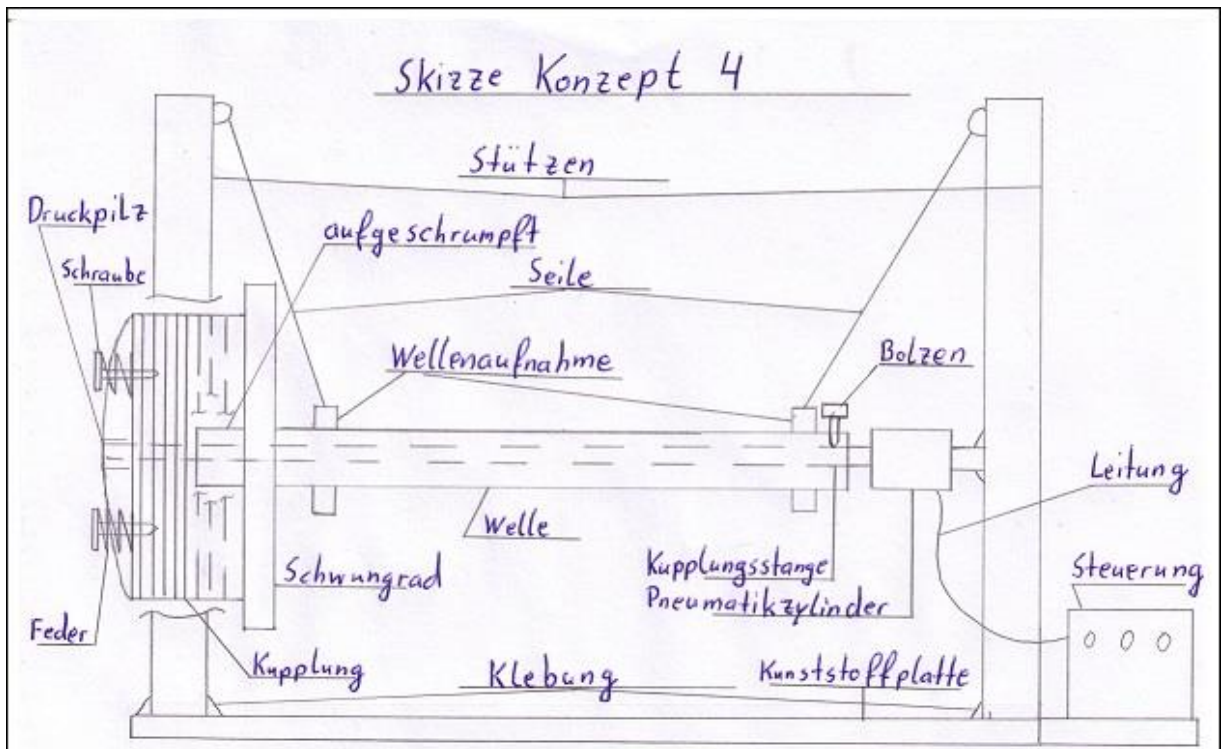 Skizze Konzept 4
Stützen
Druckpilz
aufgeschrumpft
Schraube
Seile
Wellenaufnahme
Bolzen
Leitung
Welle
Kupplungsstange
Schwungrad
Steuerung
Pneumatikzylinder
Feder
Kupplung
Klebung
Kunststoffplatte